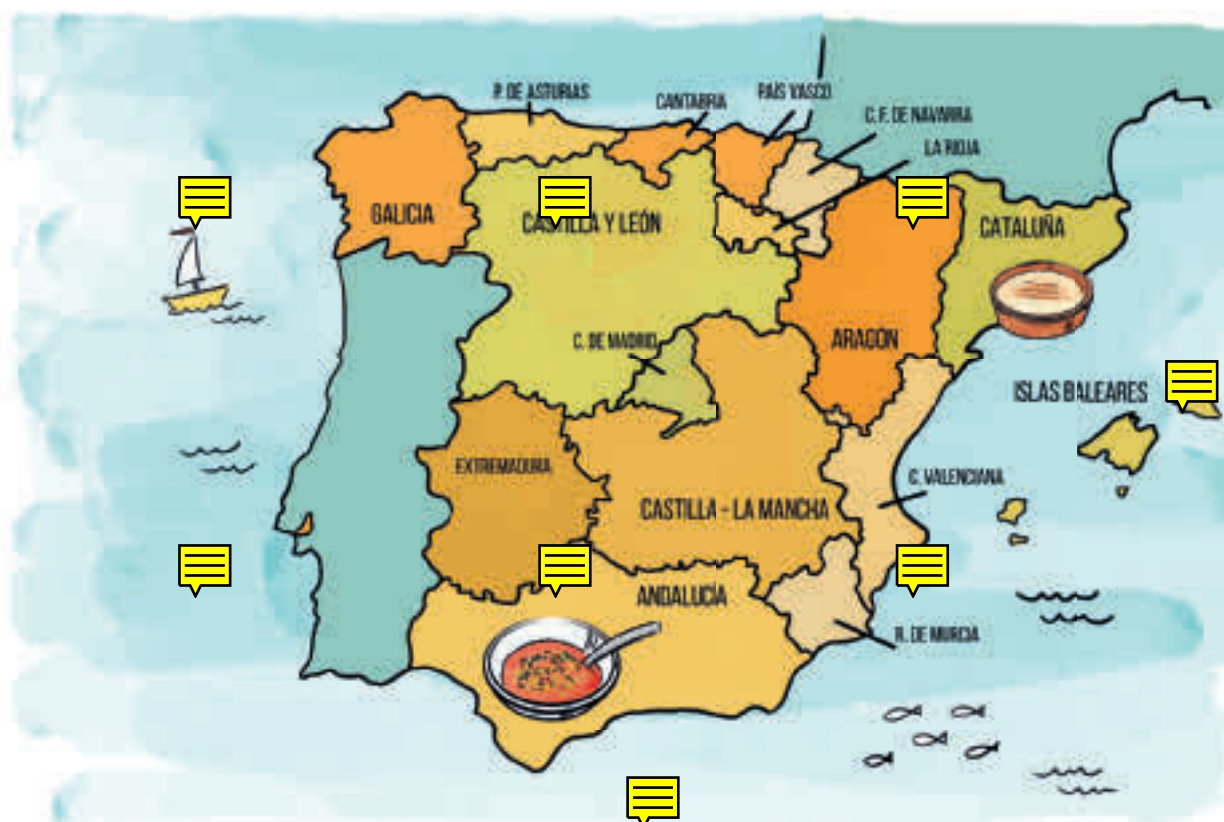 P. DE ASTURIAS
CANTABRA
PAÍS VASCO
C. F. DE NAVARRA
LA RIOJA
GALICIA
CASTILLA Y LEÓN
CATALUÑA
C. DE MADRID
ARAGÓN
ISLAS BALEARES
EXTREMADURA
C. VALENCIANA
CASTILLA - LA MANCHA
ANDALUCÍA
R. DE MURCIA